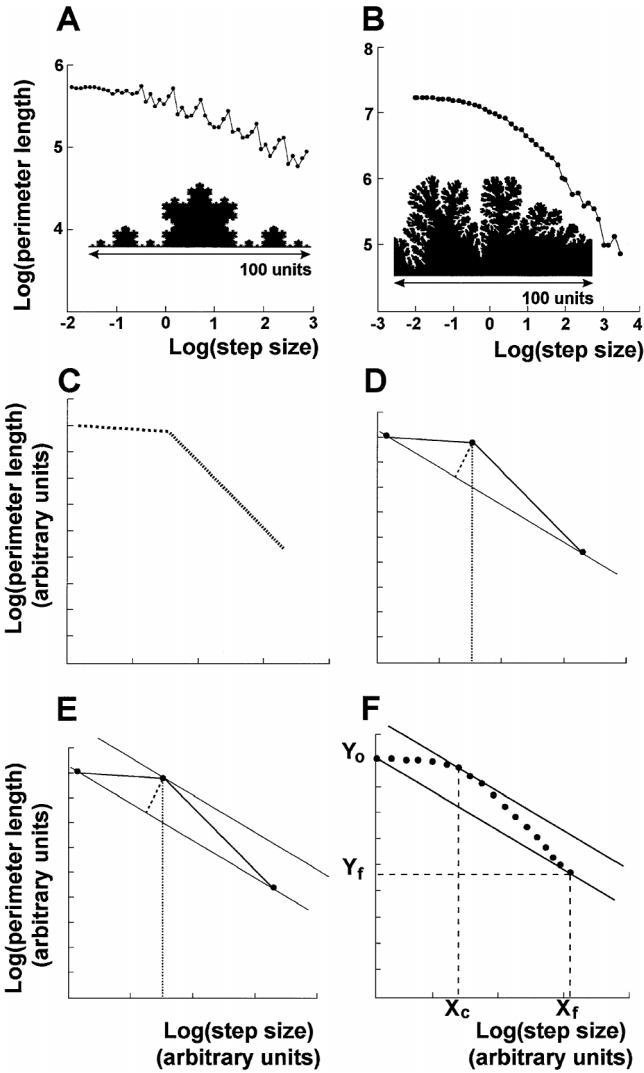 A
B
Log(perimeter length)
6
5
4
100 units
-2
-1
0
1
2
3
Log(step size)
8
7
6
5
100 units
-3
-2
-1
0
1
2
3
4
Log(step size)
C
D
Log(perimeter length)
(arbitrary units)
E
F
Log(perimeter length)
(arbitrary units)
Yo
Yf
Xc
Xf
Log(step size)
(arbitrary units)
Log(step size)
(arbitrary units)